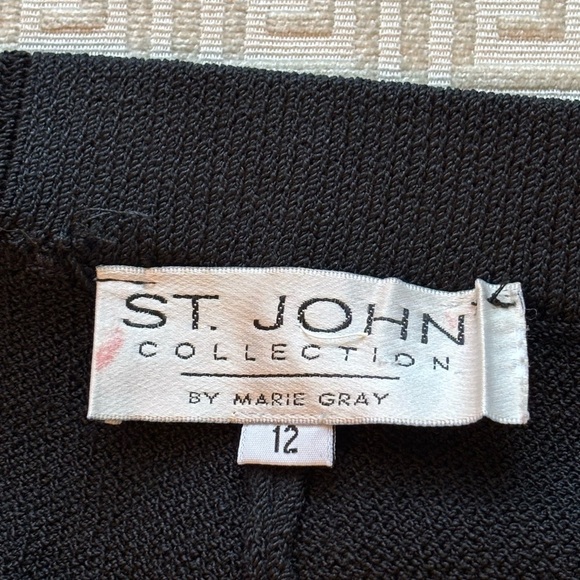 ST. JOHN
COLLECTION
BY MARIE GRAY
12